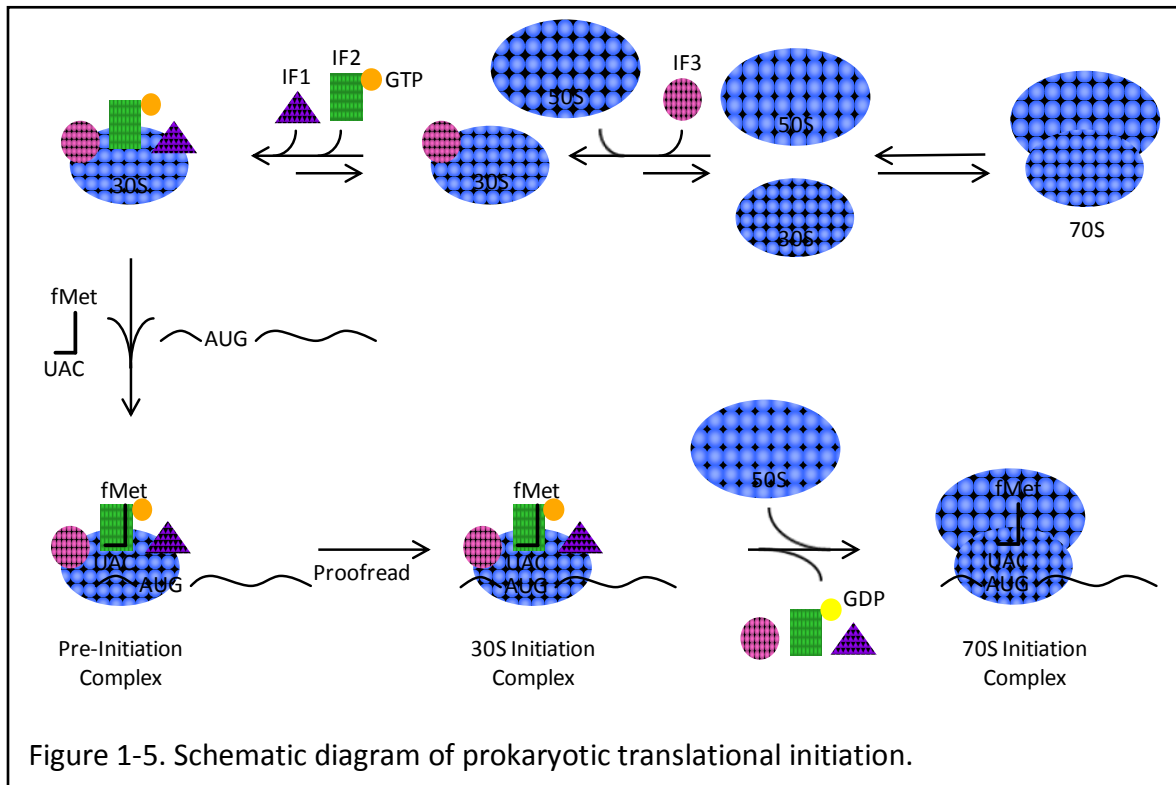 IF1
IF2
GTP
50S
IF3
50S
30S
30S
30S
70S
fMet
UAC
AUG
fMet
UAC
AUG
Pre-Initiation
Complex
Proofread
fMet
UAC
AUG
30S Initiation
Complex
50S
GDP
fMet
UAC
AUG
70S Initiation
Complex
Figure 1-5. Schematic diagram of prokaryotic translational initiation.